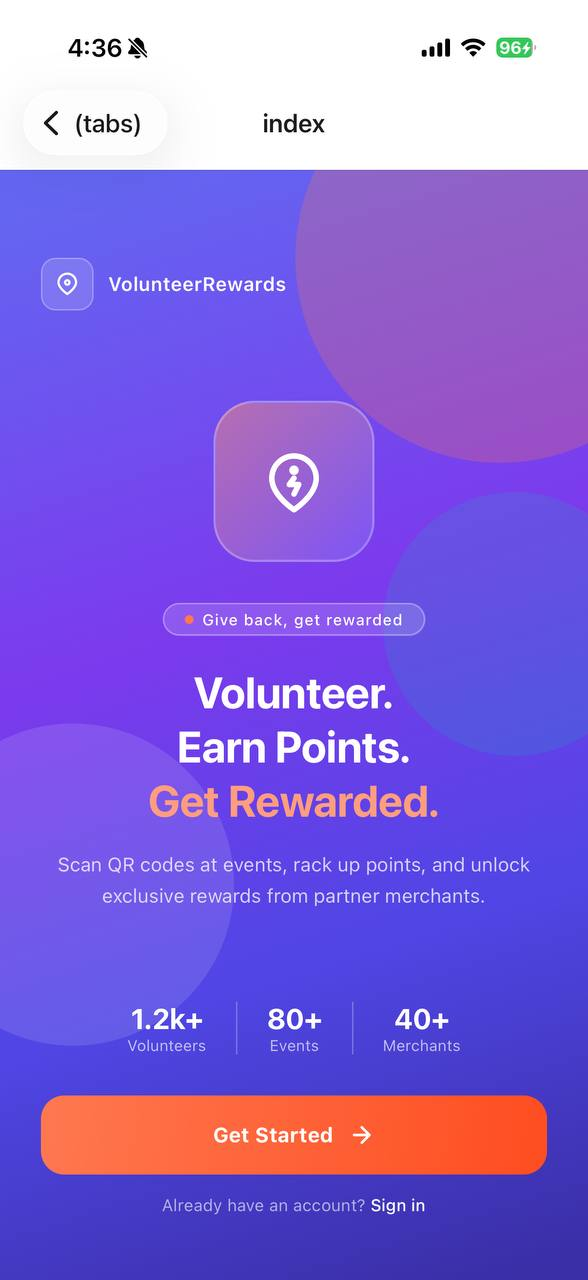 4:36
96
(tabs)
index
VolunteerRewards
Give back, get rewarded
Volunteer.
Earn Points.
Get Rewarded.
Scan QR codes at events, rack up points, and unlock
exclusive rewards from partner merchants.
1.2k+ 80+ 40+
Volunteers Events Merchants
Get Started
Already have an account? Sign in